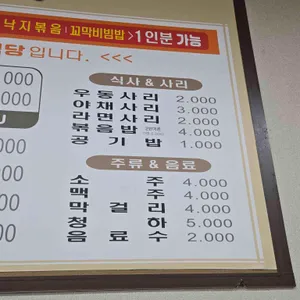 낙지볶음 | 꼬막비빔밥 > 1인분 가능
당 입니다. <<<
식사 & 사리
우동사리 2.000
야채사리 3.000
라면사리 2.000
볶음밥 4.000
공기밥 1.000
주류 & 음료
소주 4.000
맥주 4.000
막걸리 4.000
청하 5.000
음료수 2.000
.000
000
000
000